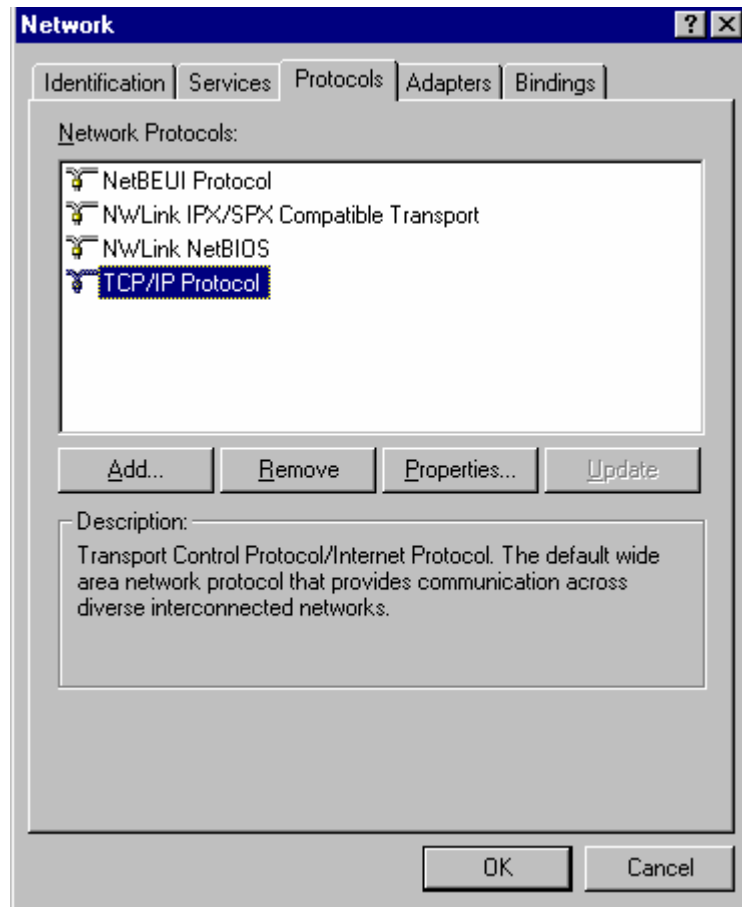 Network
Identification Services Protocols Adapters Bindings
Network Protocols:
NetBEUI Protocol
NWLink IPX/SPX Compatible Transport
NWLink NetBIOS
TCP/IP Protocol
Add... Remove Properties... Update
Description:
Transport Control Protocol/Internet Protocol. The default wide
area network protocol that provides communication across
diverse interconnected networks.
OK Cancel